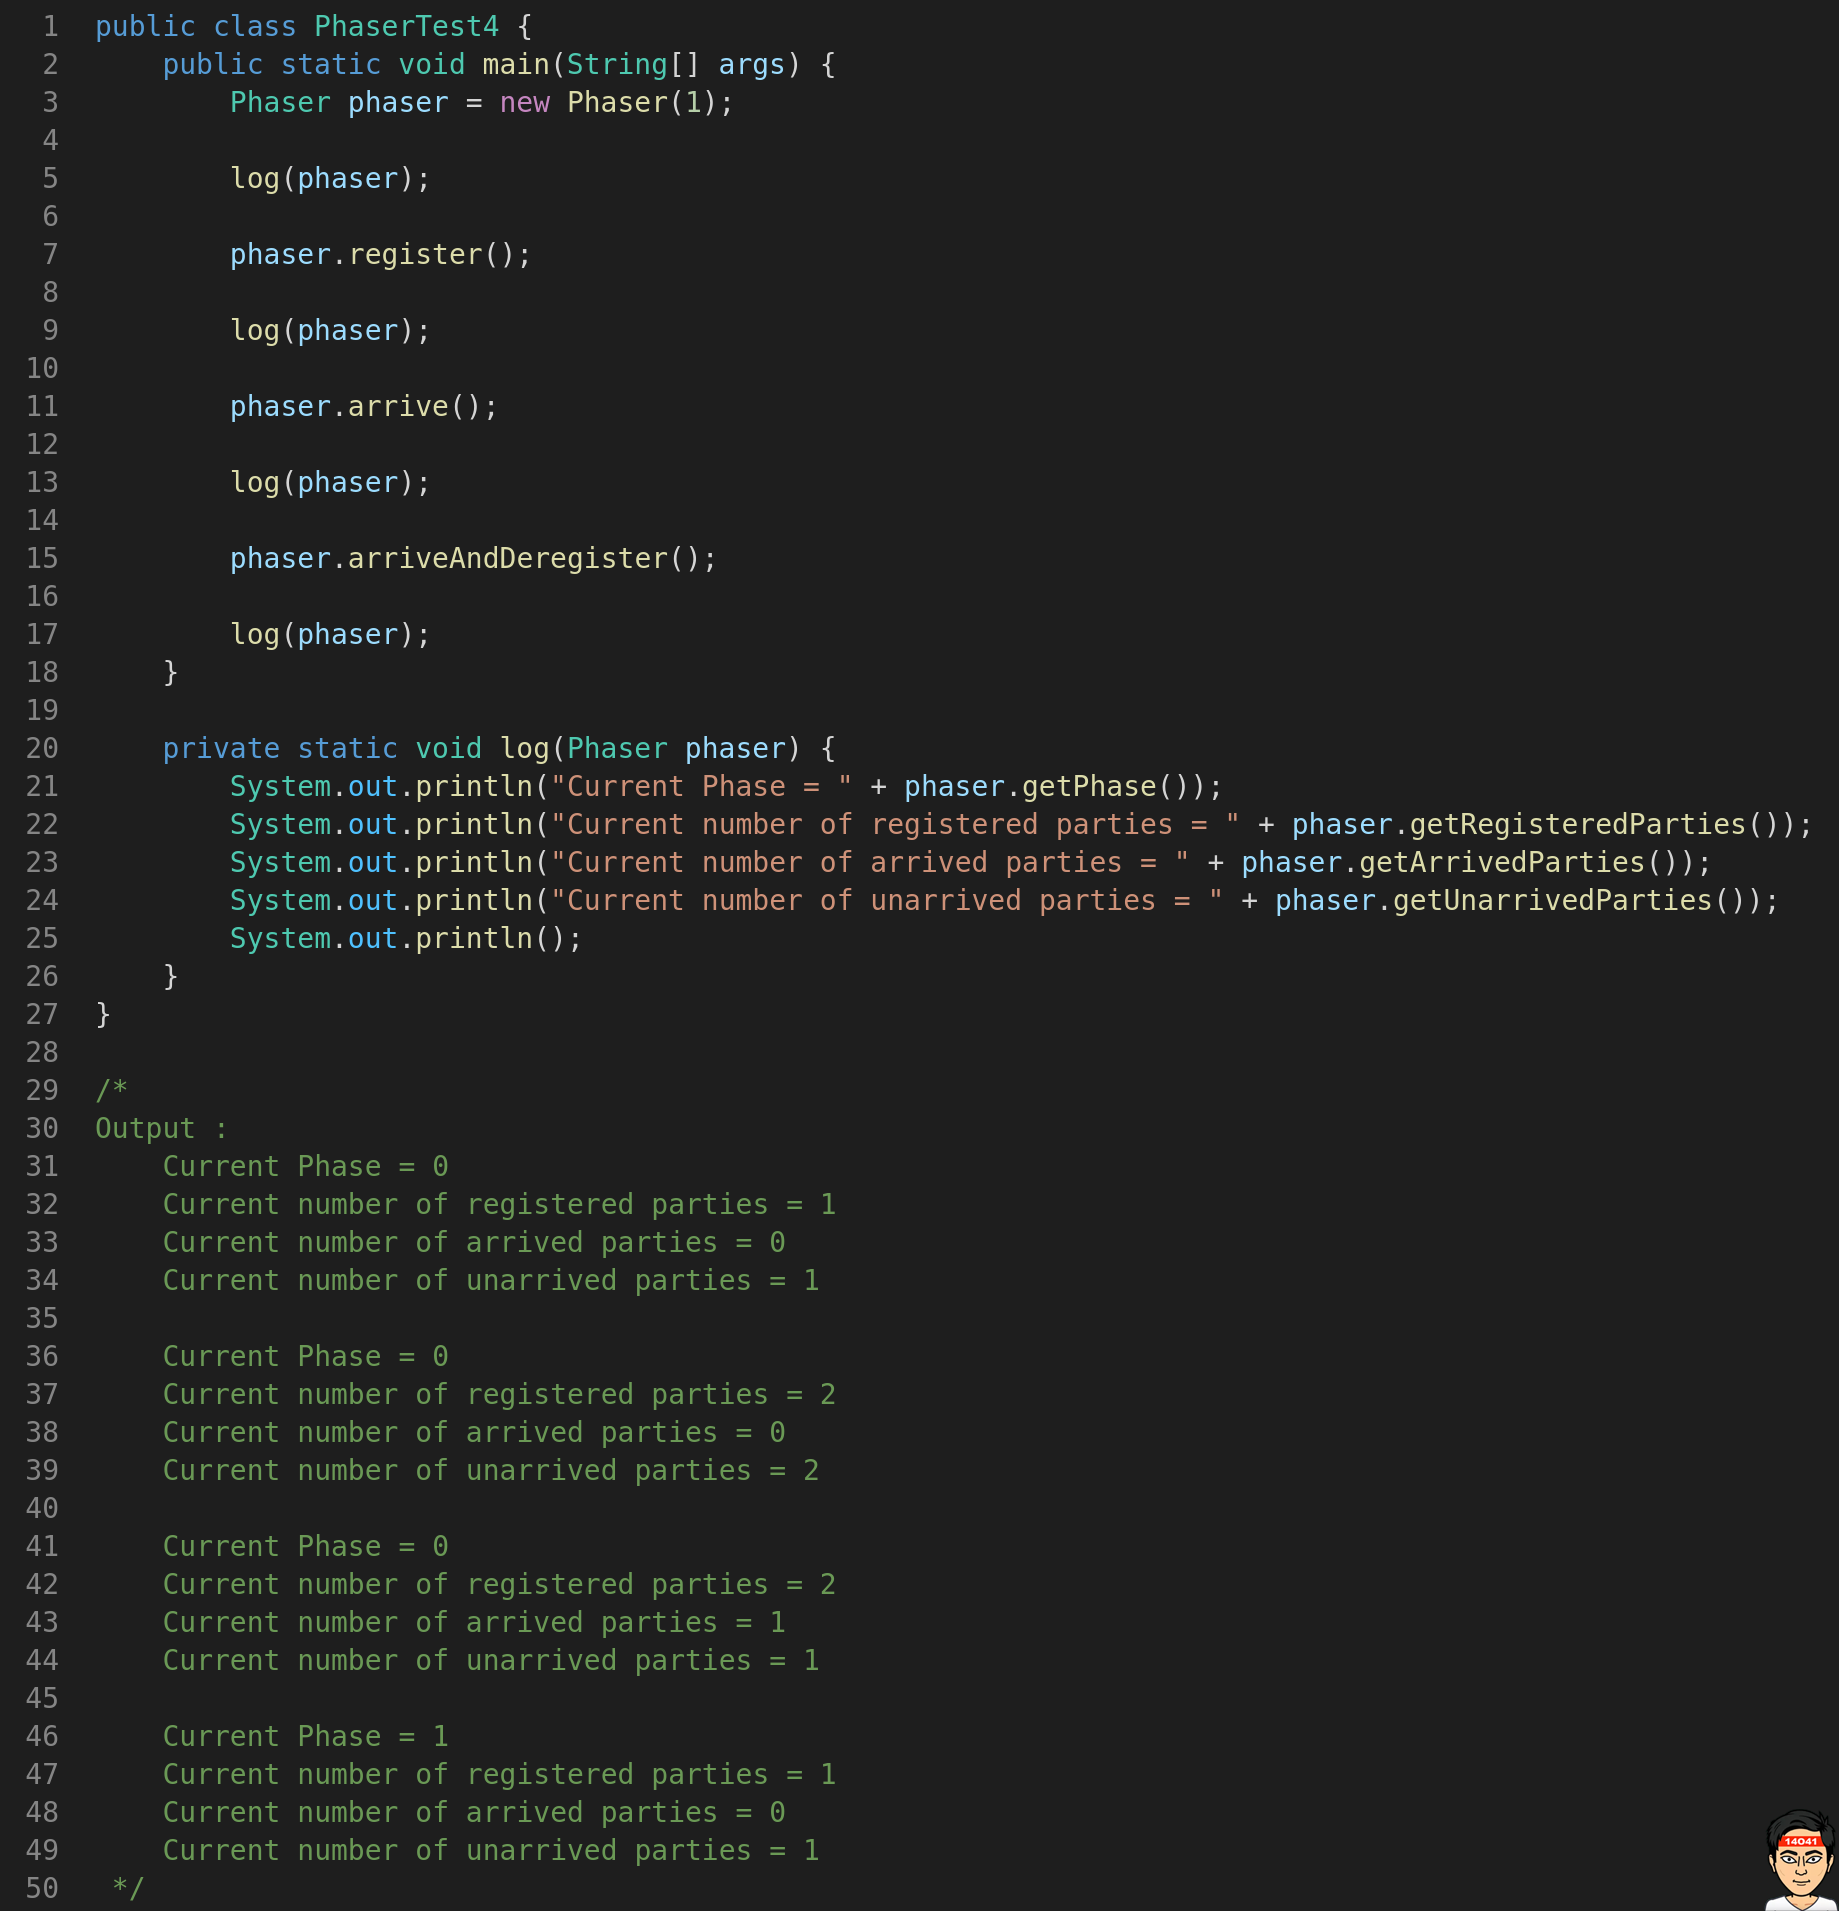 1 public class PhaserTest4 {
2     public static void main(String[] args) {
3         Phaser phaser = new Phaser(1);
4
5         log(phaser);
6
7         phaser.register();
8
9         log(phaser);
10
11         phaser.arrive();
12
13         log(phaser);
14
15         phaser.arriveAndDeregister();
16
17         log(phaser);
18     }
19
20     private static void log(Phaser phaser) {
21         System.out.println("Current Phase = " + phaser.getPhase());
22         System.out.println("Current number of registered parties = " + phaser.getRegisteredParties());
23         System.out.println("Current number of arrived parties = " + phaser.getArrivedParties());
24         System.out.println("Current number of unarrived parties = " + phaser.getUnarrivedParties());
25         System.out.println();
26     }
27 }
28
29 /*
30 Output :
31     Current Phase = 0
32     Current number of registered parties = 1
33     Current number of arrived parties = 0
34     Current number of unarrived parties = 1
35
36     Current Phase = 0
37     Current number of registered parties = 2
38     Current number of arrived parties = 0
39     Current number of unarrived parties = 2
40
41     Current Phase = 0
42     Current number of registered parties = 2
43     Current number of arrived parties = 1
44     Current number of unarrived parties = 1
45
46     Current Phase = 1
47     Current number of registered parties = 1
48     Current number of arrived parties = 0
49     Current number of unarrived parties = 1
14041
50  */